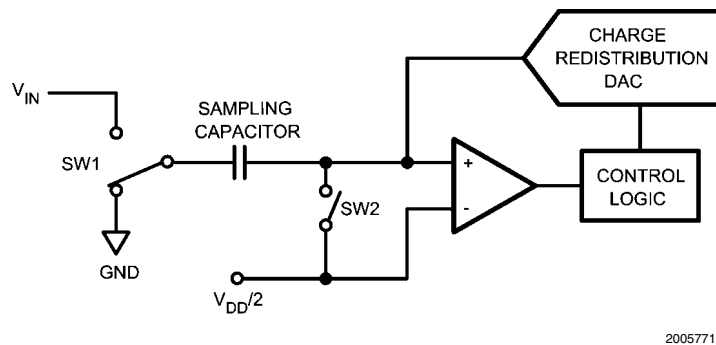 CHARGE
REDISTRIBUTION
DAC
V_IN
SAMPLING
CAPACITOR
SW1
+
-
SW2
CONTROL
LOGIC
GND
V_DD/2
2005771